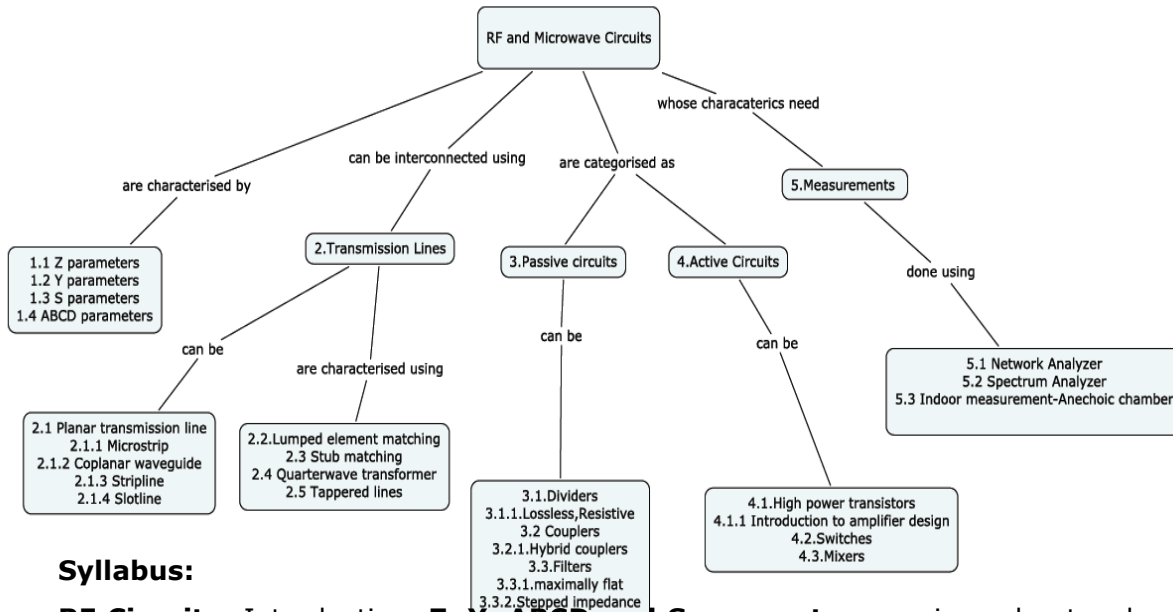 RF and Microwave Circuits
whose characaterics need
can be interconnected using
are categorised as
are characterised by
5.Measurements
2.Transmission Lines
3.Passive circuits
4.Active Circuits
1.1 Z parameters
1.2 Y parameters
1.3 S parameters
1.4 ABCD parameters
done using
can be
can be
can be
are characterised using
5.1 Network Analyzer
5.2 Spectrum Analyzer
5.3 Indoor measurement-Anechoic chamber
2.1 Planar transmission line
2.1.1 Microstrip
2.1.2 Coplanar waveguide
2.1.3 Stripline
2.1.4 Slotline
2.2.Lumped element matching
2.3 Stub matching
2.4 Quarterwave transformer
2.5 Tappered lines
3.1.Dividers
3.1.1.Lossless,Resistive
3.2 Couplers
3.2.1.Hybrid couplers
3.3.Filters
3.3.1.maximally flat
3.3.2.Stepped impedance
4.1.High power transistors
4.1.1 Introduction to amplifier design
4.2.Switches
4.3.Mixers
Syllabus: